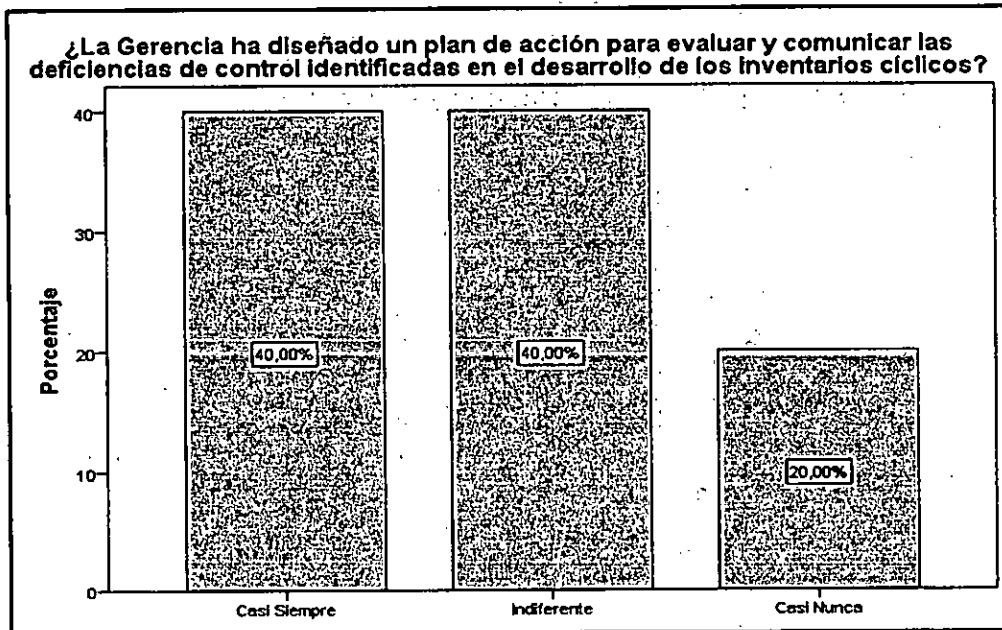 ¿La Gerencia ha diseñado un plan de acción para evaluar y comunicar las
deficiencias de control identificadas en el desarrollo de los inventarios cíclicos?
Porcentaje
40
30
20
10
0
40,00%
40,00%
20,00%
Casi Siempre
Indiferente
Casi Nunca